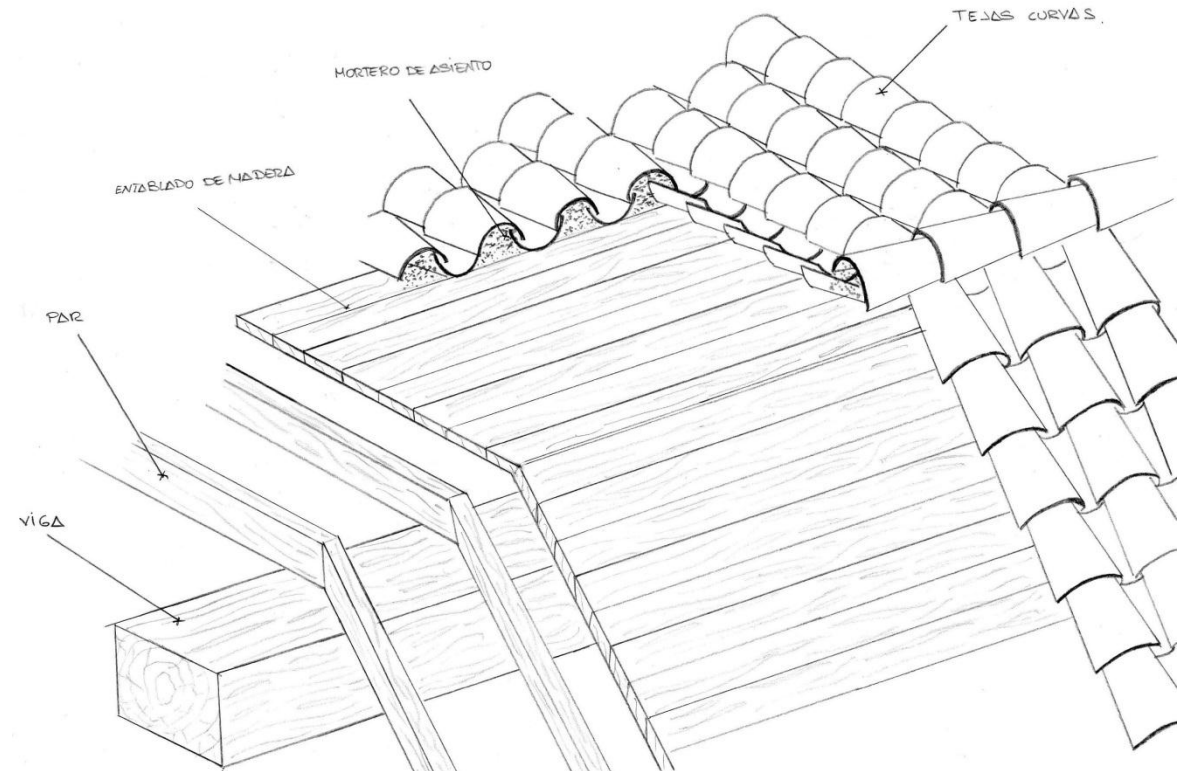 TEJAS CURVAS.
MORTERO DE ASIENTO
ENTABLADO DE MADERA
PAR
VIGA